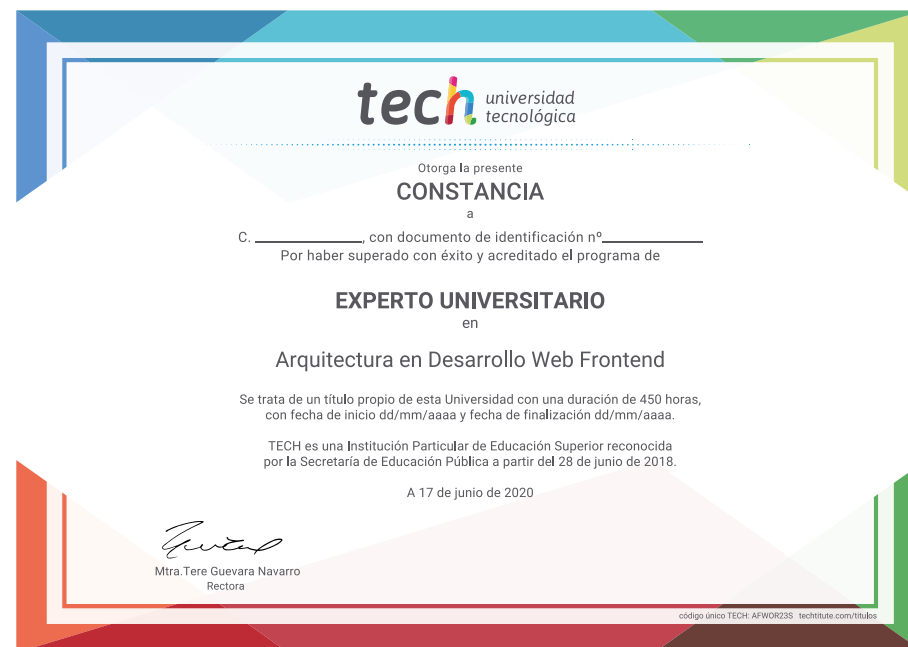 tech universidad
tecnológica
Otorga la presente
CONSTANCIA
a
C. ______________, con documento de identificación nº_____________
Por haber superado con éxito y acreditado el programa de
EXPERTO UNIVERSITARIO
en
Arquitectura en Desarrollo Web Frontend
Se trata de un título propio de esta Universidad con una duración de 450 horas,
con fecha de inicio dd/mm/aaaa y fecha de finalización dd/mm/aaaa.
TECH es una Institución Particular de Educación Superior reconocida
por la Secretaría de Educación Pública a partir del 28 de junio de 2018.
A 17 de junio de 2020
Mtra.Tere Guevara Navarro
Rectora
código único TECH: AFWOR23S techtitute.com/titulos